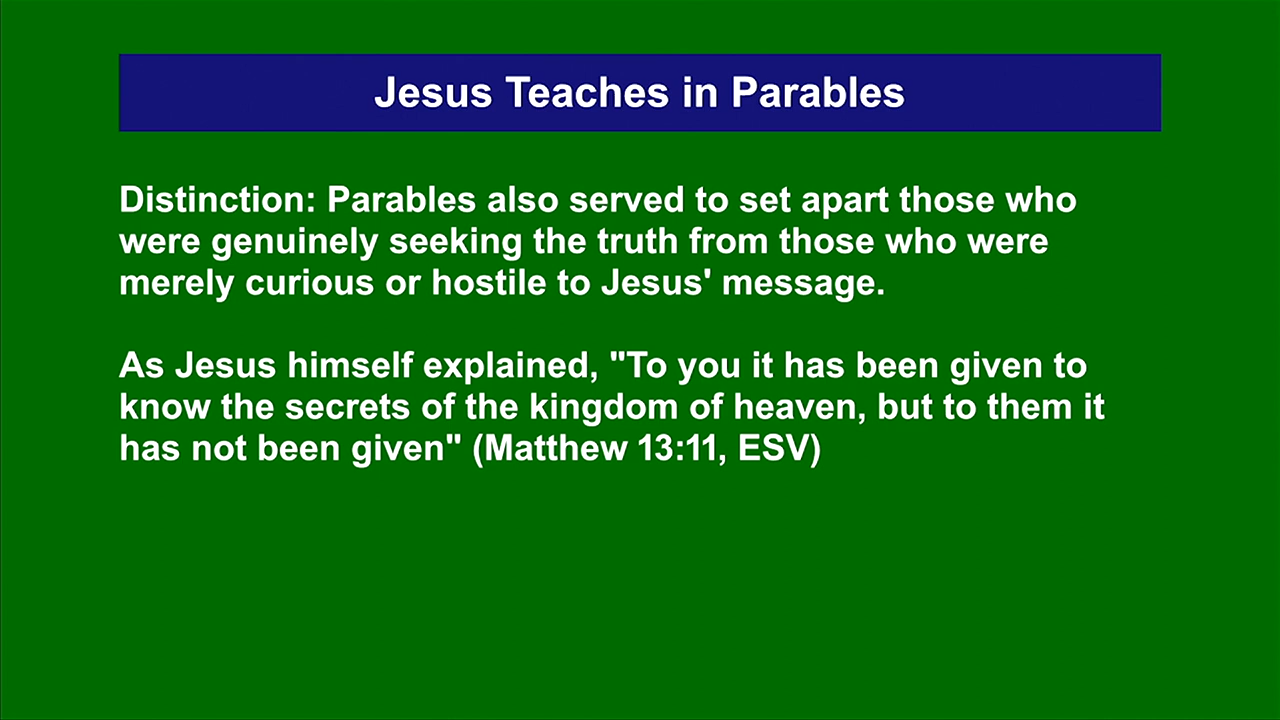 Jesus Teaches in Parables
Distinction: Parables also served to set apart those who
were genuinely seeking the truth from those who were
merely curious or hostile to Jesus' message.
As Jesus himself explained, "To you it has been given to
know the secrets of the kingdom of heaven, but to them it
has not been given" (Matthew 13:11, ESV)